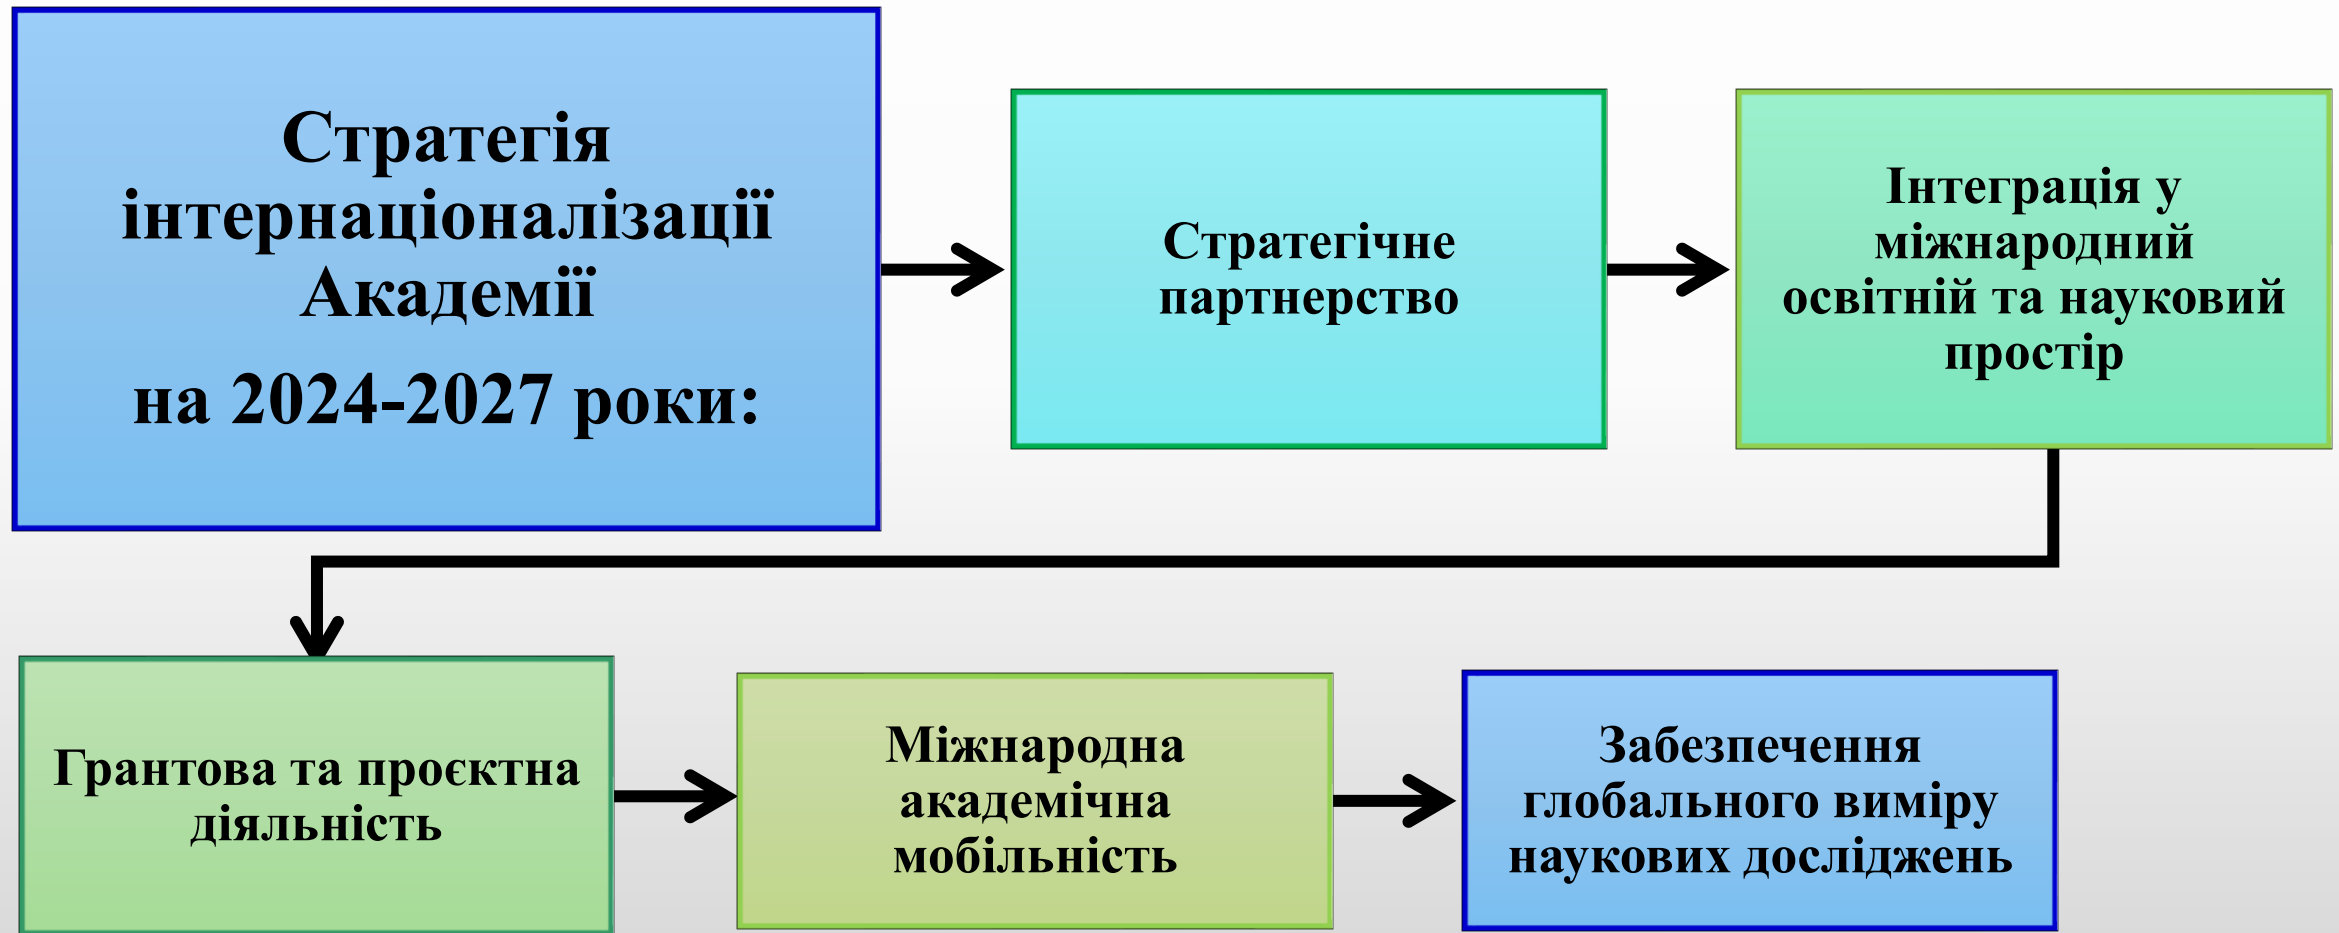 Стратегія
інтернаціоналізації
Академії
на 2024-2027 роки:
Стратегічне
партнерство
Інтеграція у
міжнародний
освітній та науковий
простір
Грантова та проєктна
діяльність
Міжнародна
академічна
мобільність
Забезпечення
глобального виміру
наукових досліджень